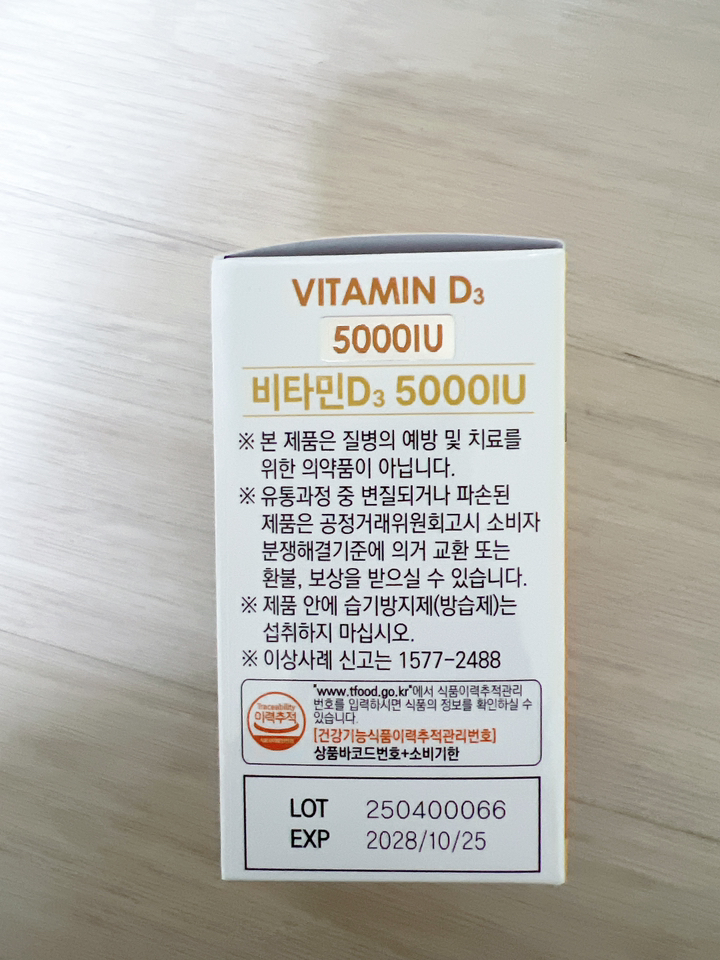 VITAMIN D3
5000IU
비타민D3 5000IU
※ 본 제품은 질병의 예방 및 치료를
위한 의약품이 아닙니다.
※ 유통과정 중 변질되거나 파손된
제품은 공정거래위원회고시 소비자
분쟁해결기준에 의거 교환 또는
환불, 보상을 받으실 수 있습니다.
※ 제품 안에 습기방지제(방습제)는
섭취하지 마십시오.
※ 이상사례 신고는 1577-2488
Traceability
이력추적
"www.tfood.go.kr"에서 식품이력추적관리
번호를 입력하시면 식품의 정보를 확인하실 수
있습니다.
[건강기능식품이력추적관리번호]
상품바코드번호+소비기한
LOT 250400066
EXP 2028/10/25